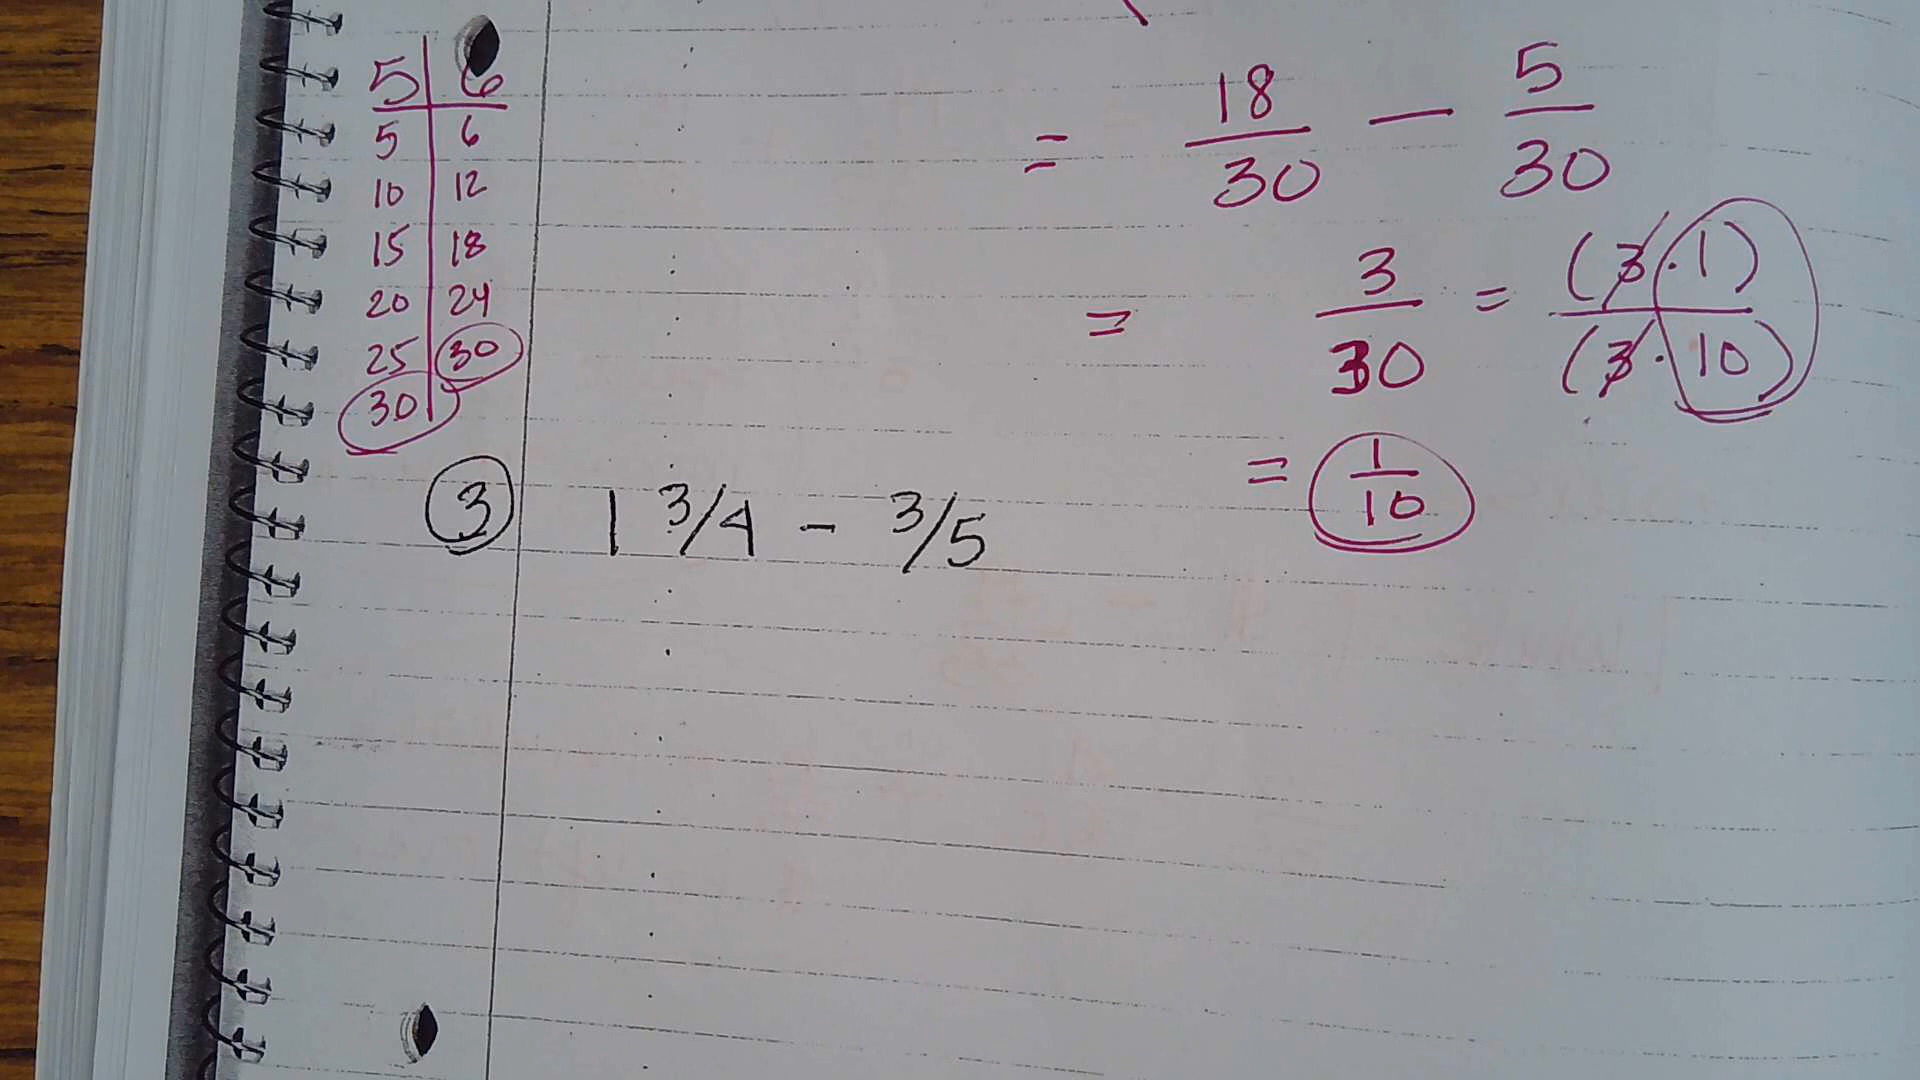 5 | 6
5 | 6
10 | 12
15 | 18
20 | 24
25 | 30
30
= 18/30 - 5/30
= 3/30 = (3·1)/(3·10)
= 1/10
3 1 3/4 - 3/5